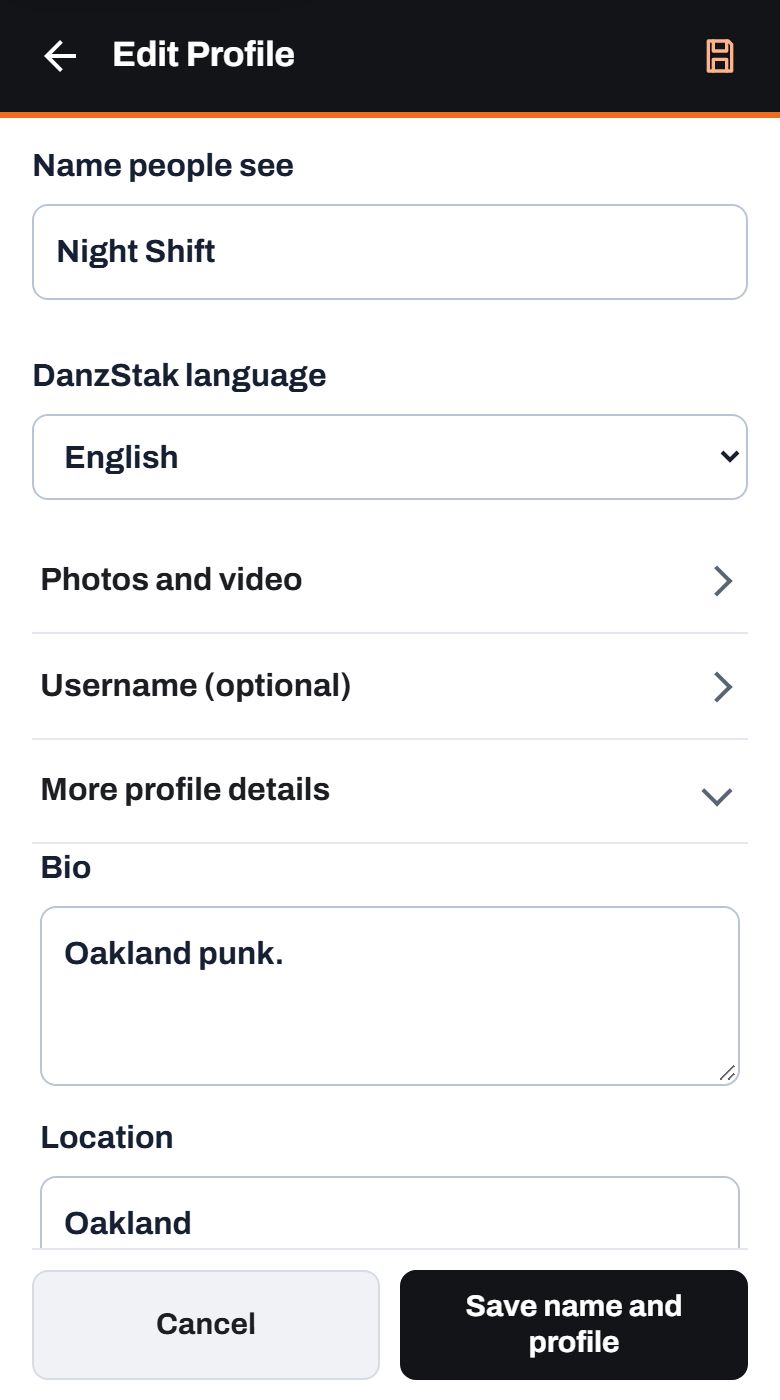 Edit Profile
Name people see
Night Shift
DanzStak language
English
Photos and video
Username (optional)
More profile details
Bio
Oakland punk.
Location
Oakland
Cancel
Save name and
profile